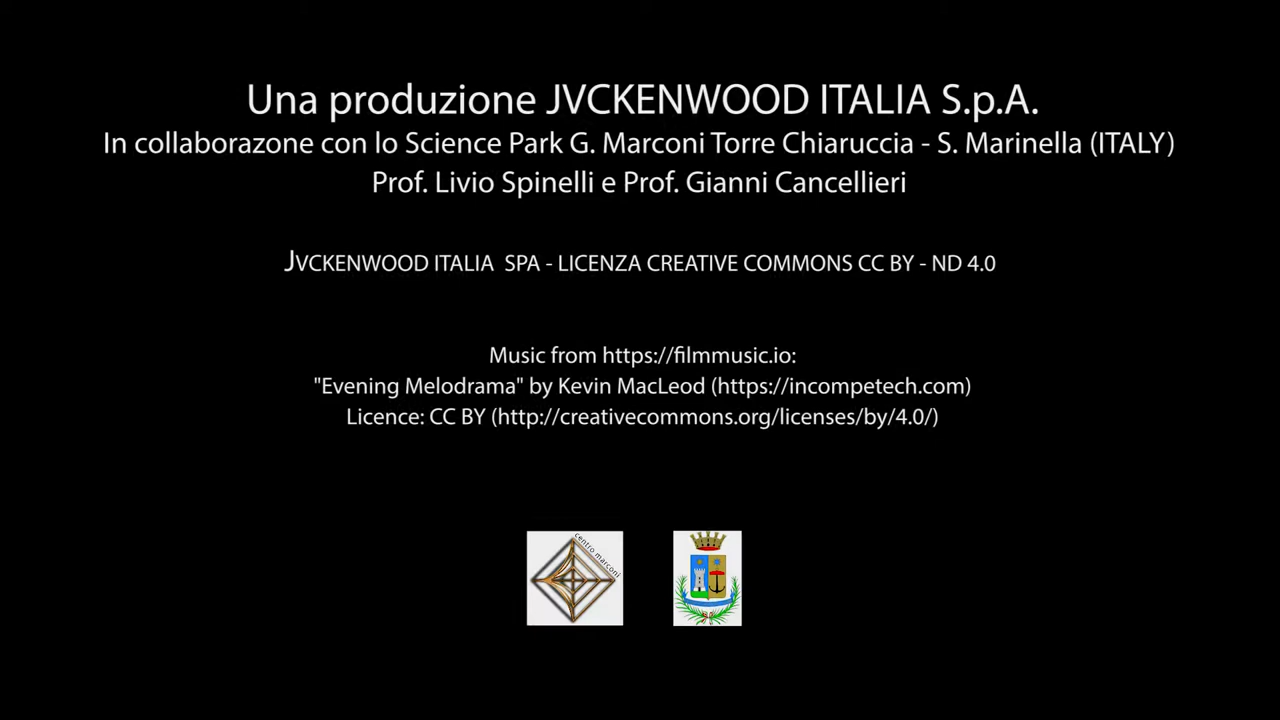 Una produzione JVCKENWOOD ITALIA S.p.A.
In collaborazone con lo Science Park G. Marconi Torre Chiaruccia - S. Marinella (ITALY)
Prof. Livio Spinelli e Prof. Gianni Cancellieri
JVCKENWOOD ITALIA SPA - LICENZA CREATIVE COMMONS CC BY - ND 4.0
Music from https://filmmusic.io:
"Evening Melodrama" by Kevin MacLeod (https://incompetech.com)
Licence: CC BY (http://creativecommons.org/licenses/by/4.0/)
centro marconi